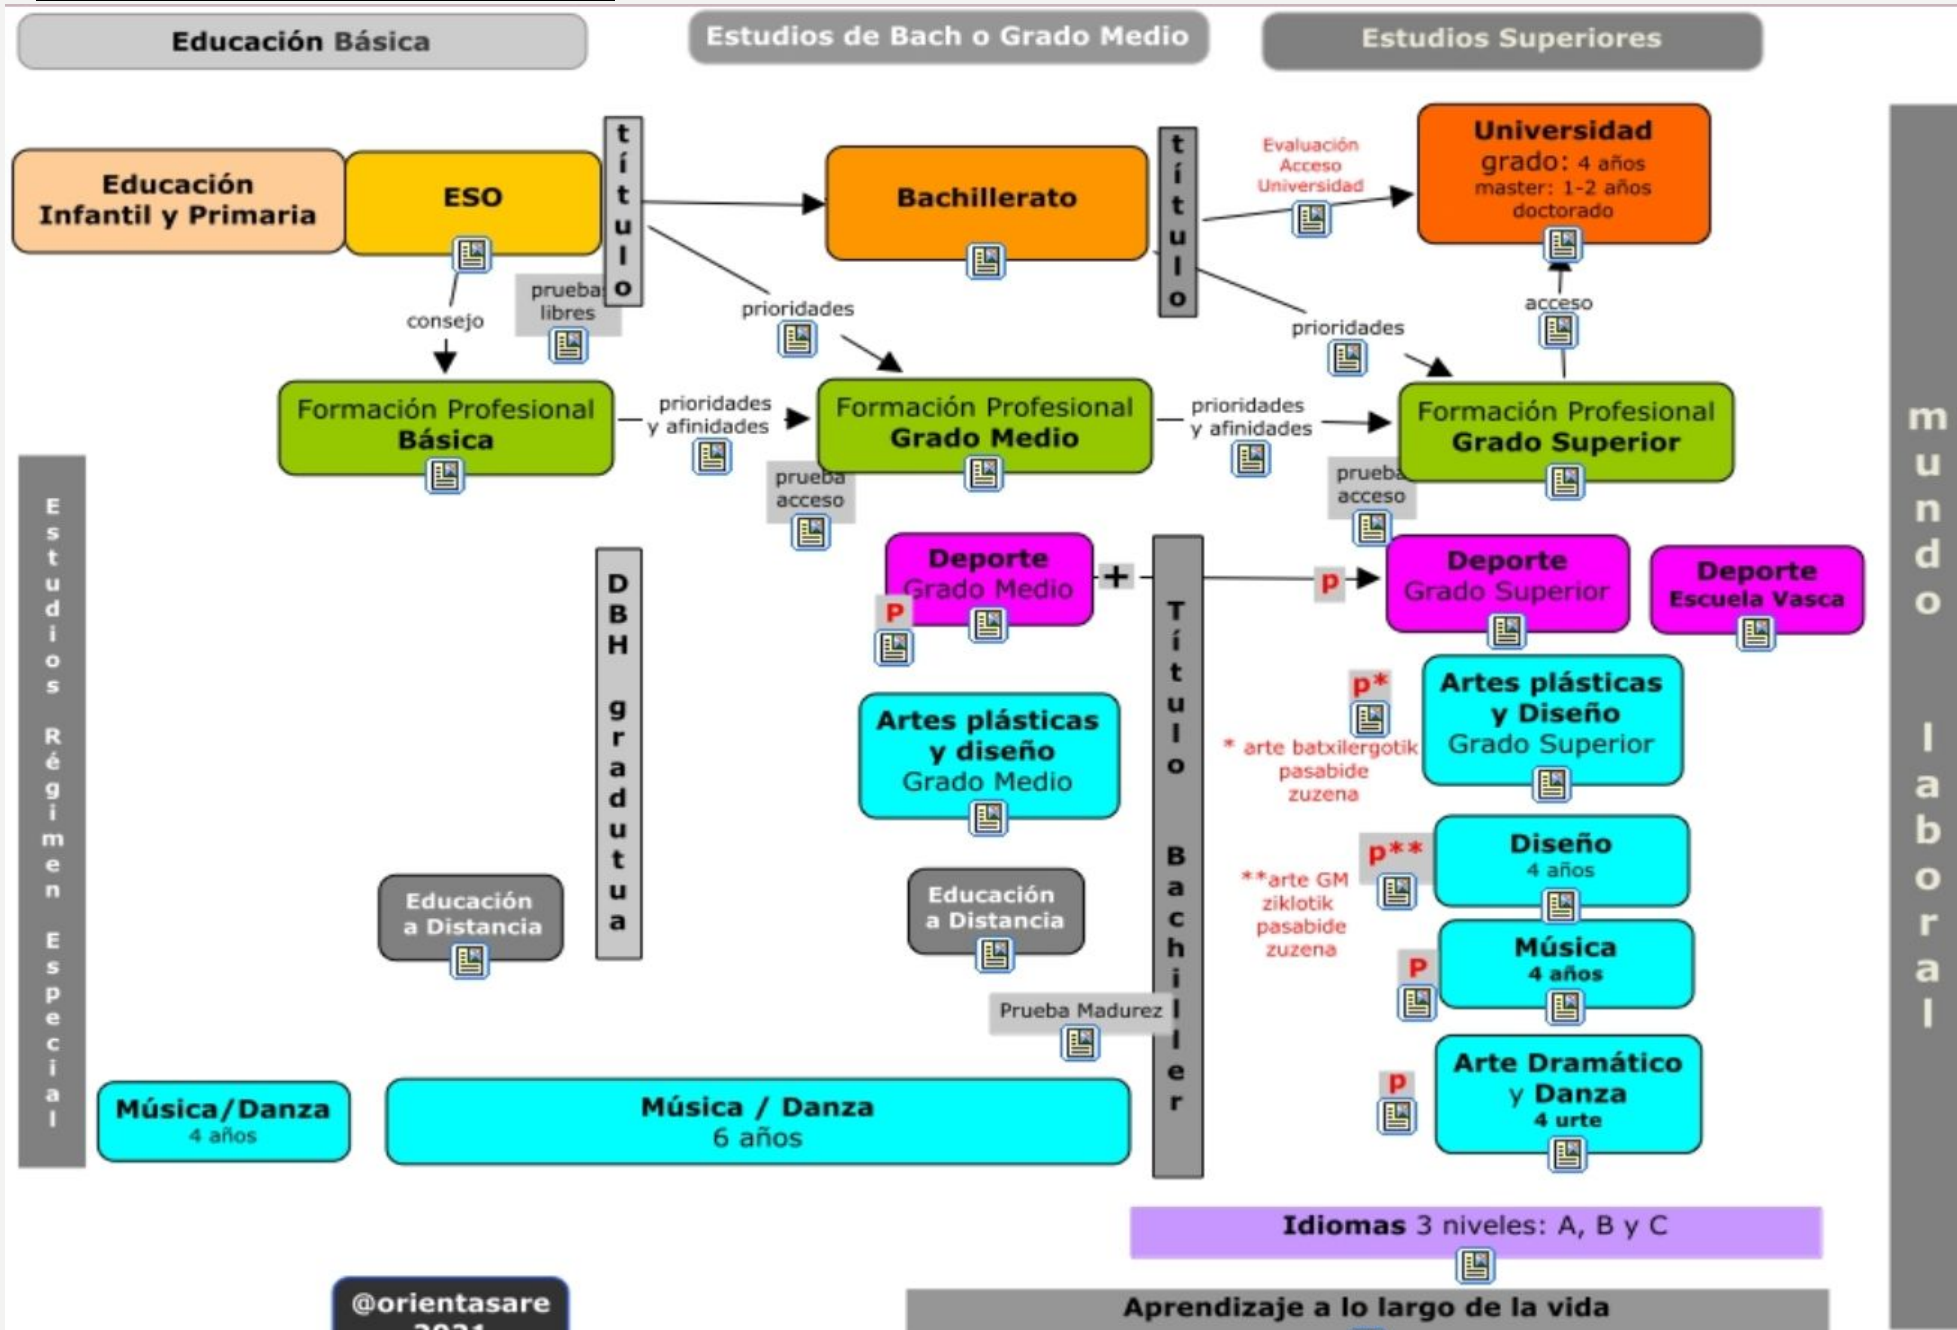 Educación Básica
Estudios de Bach o Grado Medio
Estudios Superiores
Educación
Infantil y Primaria
ESO
título
Bachillerato
título
Evaluación
Acceso
Universidad
Universidad
grado: 4 años
master: 1-2 años
doctorado
consejo
prueba
libres
prioridades
prioridades
acceso
Formación Profesional
Básica
prioridades
y afinidades
Formación Profesional
Grado Medio
prioridades
y afinidades
Formación Profesional
Grado Superior
prueba
acceso
prueba
acceso
Estudios Régimen Especial
DBH gradutua
Deporte
Grado Medio
P
+
Título Bachiller
p
Deporte
Grado Superior
Deporte
Escuela Vasca
Artes plásticas
y diseño
Grado Medio
p*
* arte batxilergotik
pasabide
zuzena
Artes plásticas
y Diseño
Grado Superior
Educación
a Distancia
Educación
a Distancia
p**
**arte GM
ziklotik
pasabide
zuzena
Diseño
4 años
P
Música
4 años
Prueba Madurez
Música/Danza
4 años
Música / Danza
6 años
p
Arte Dramático
y Danza
4 urte
mundo laboral
Idiomas 3 niveles: A, B y C
@orientasare
2021
Aprendizaje a lo largo de la vida